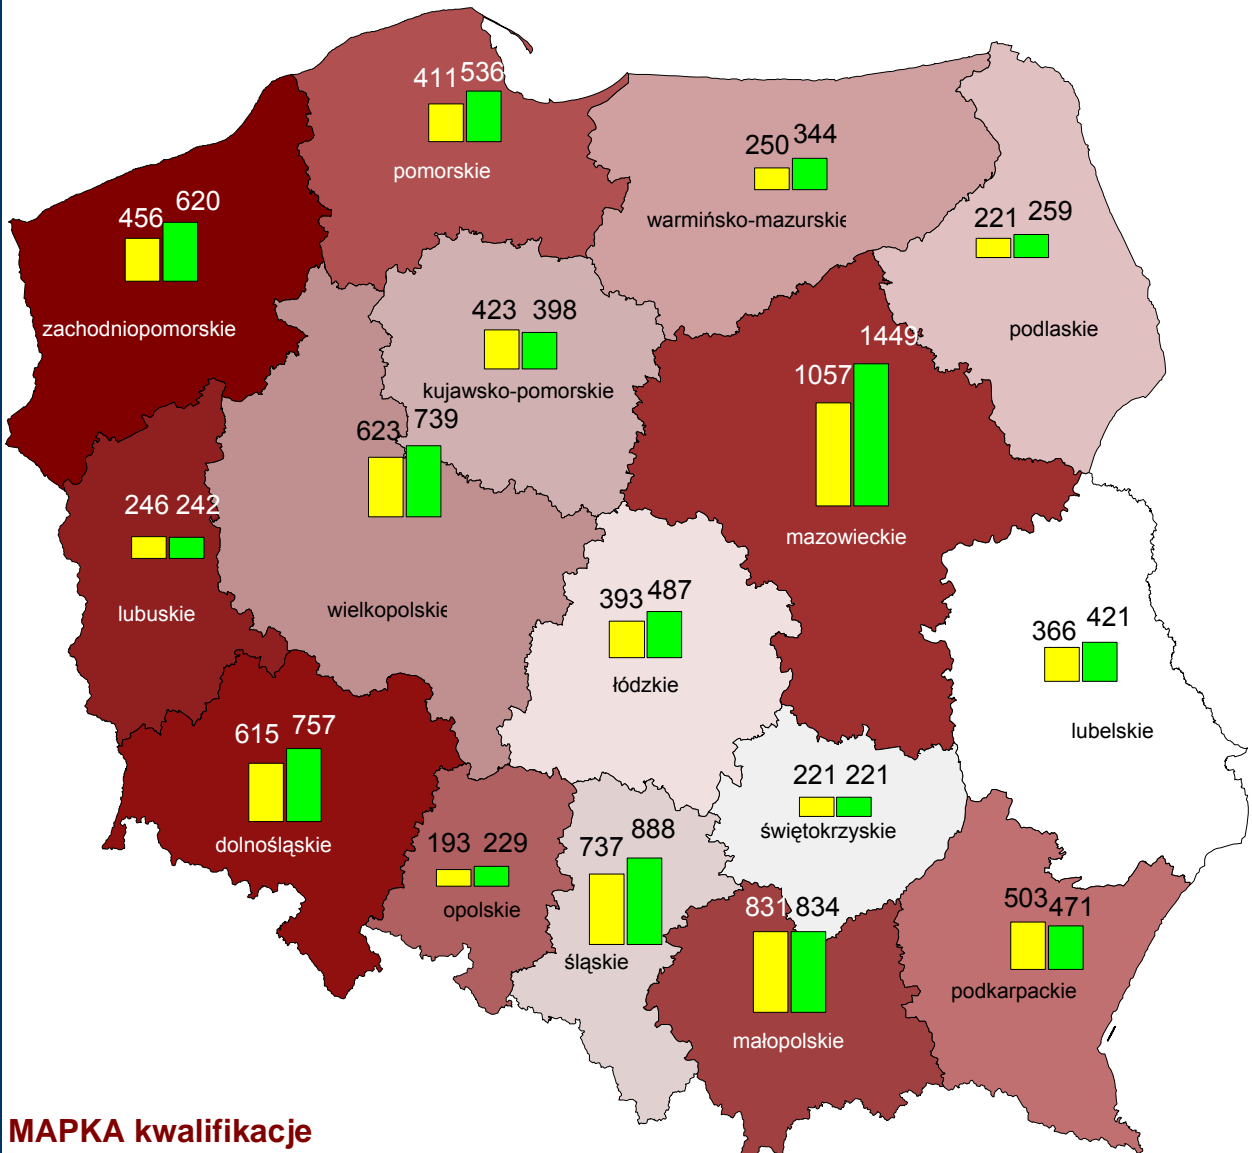 411 536
pomorskie
250 344
warmińsko-mazurskie
221 259
podlaskie
456 620
zachodniopomorskie
423 398
kujawsko-pomorskie
1057 1449
mazowieckie
623 739
wielkopolskie
246 242
lubuskie
393 487
łódzkie
366 421
lubelskie
615 757
dolnośląskie
221 221
świętokrzyskie
193 229
opolskie
737 888
śląskie
831 834
małopolskie
503 471
podkarpackie
MAPKA kwalifikacje